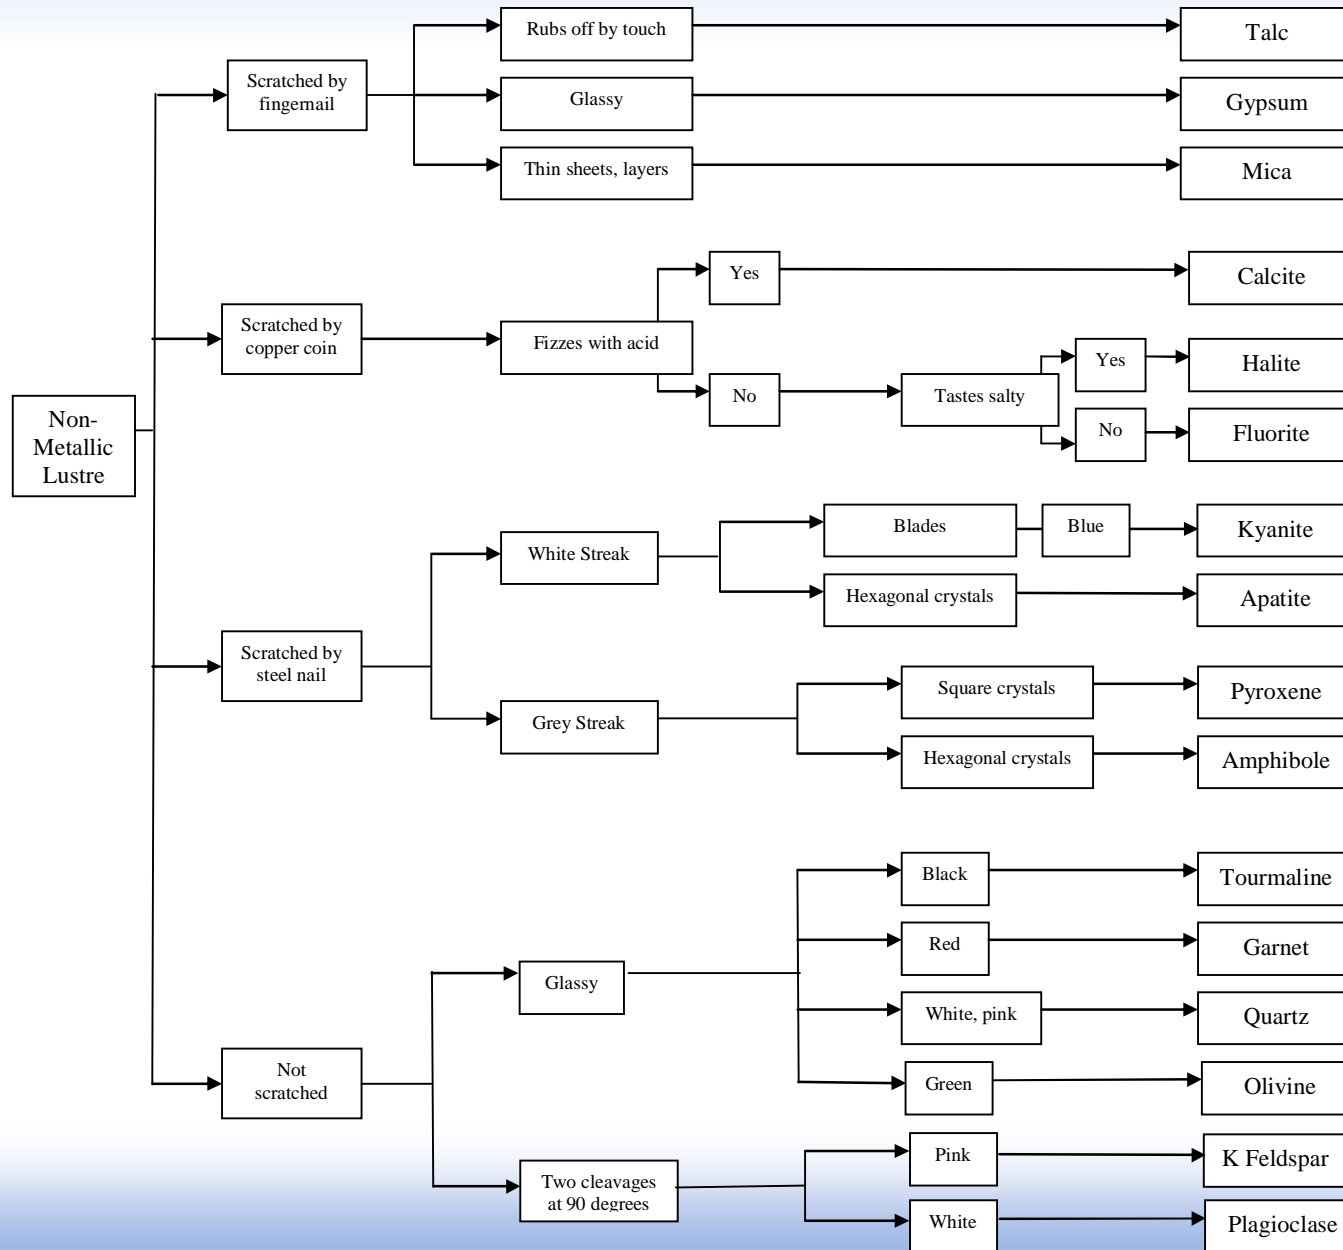 Rubs off by touch
Talc
Scratched by
fingernail
Glassy
Gypsum
Thin sheets, layers
Mica
Yes
Calcite
Scratched by
copper coin
Fizzes with acid
Yes
Halite
No
Tastes salty
No
Fluorite
Non-
Metallic
Lustre
Blades
Blue
Kyanite
White Streak
Hexagonal crystals
Apatite
Scratched by
steel nail
Square crystals
Pyroxene
Grey Streak
Hexagonal crystals
Amphibole
Black
Tourmaline
Red
Garnet
Glassy
White, pink
Quartz
Not
scratched
Green
Olivine
Pink
K Feldspar
Two cleavages
at 90 degrees
White
Plagioclase